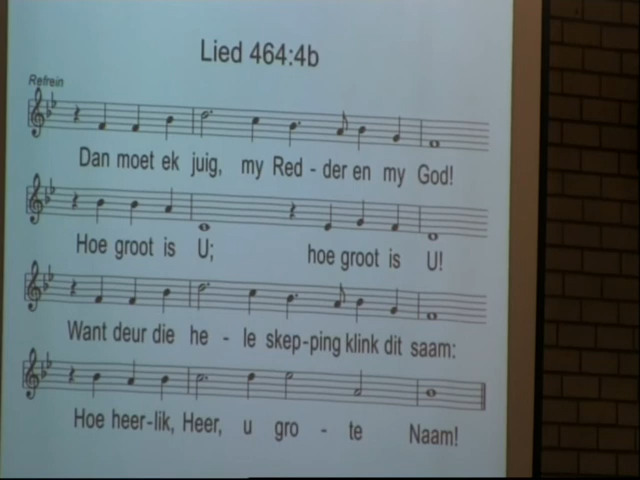 Lied 464:4b
Refrein
Dan moet ek juig, my Red - der en my God!
Hoe groot is U; hoe groot is U!
Want deur die he - le skep-ping klink dit saam:
Hoe heer-lik, Heer, u gro - te Naam!